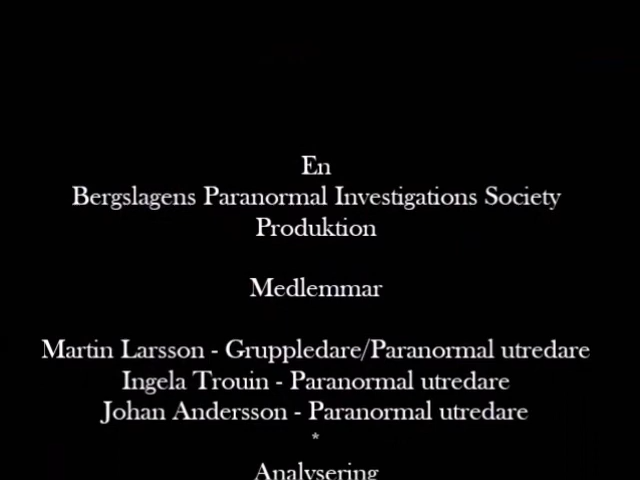 En
Bergslagens Paranormal Investigations Society
Produktion
Medlemmar
Martin Larsson - Gruppledare/Paranormal utredare
Ingela Trouin - Paranormal utredare
Johan Andersson - Paranormal utredare
*
Analysering